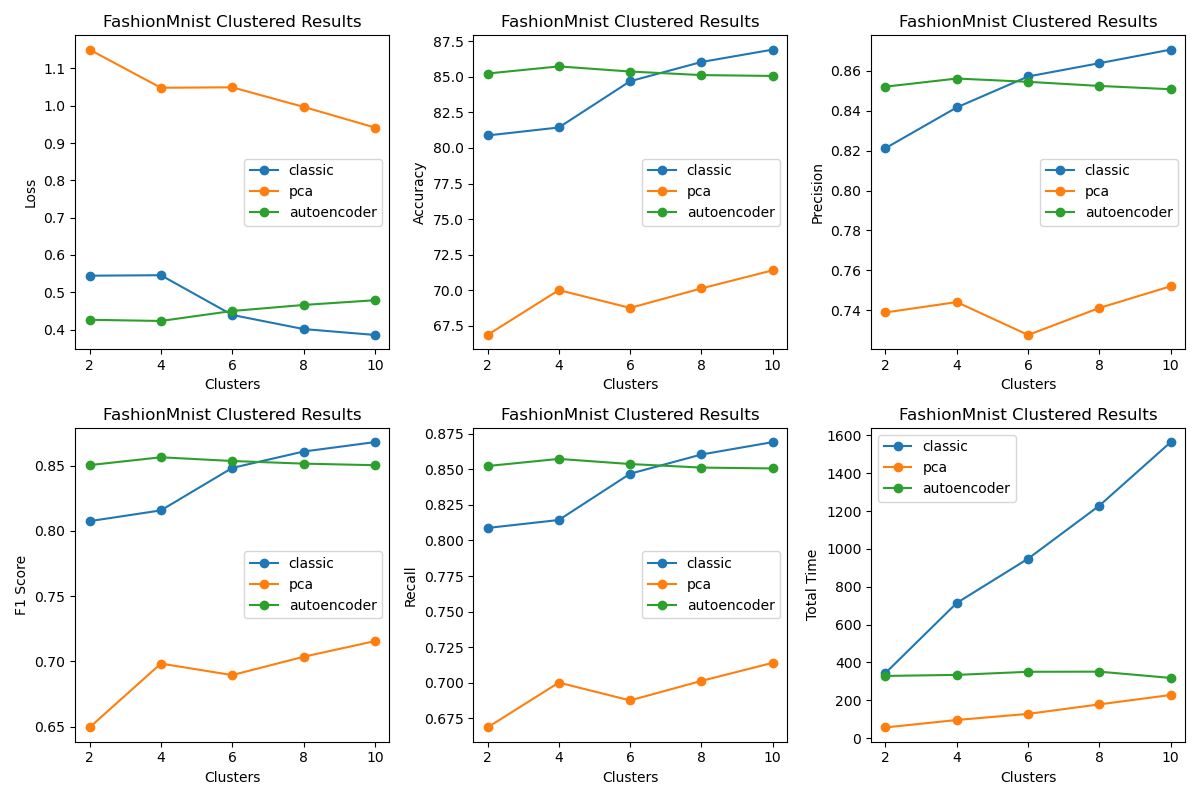 FashionMnist Clustered Results
Loss
1.1
1.0
0.9
0.8
0.7
0.6
0.5
0.4
classic
pca
autoencoder
2 4 6 8 10
Clusters
FashionMnist Clustered Results
Accuracy
87.5
85.0
82.5
80.0
77.5
75.0
72.5
70.0
67.5
classic
pca
autoencoder
2 4 6 8 10
Clusters
FashionMnist Clustered Results
Precision
0.86
0.84
0.82
0.80
0.78
0.76
0.74
classic
pca
autoencoder
2 4 6 8 10
Clusters
FashionMnist Clustered Results
F1 Score
0.85
0.80
0.75
0.70
0.65
classic
pca
autoencoder
2 4 6 8 10
Clusters
FashionMnist Clustered Results
Recall
0.875
0.850
0.825
0.800
0.775
0.750
0.725
0.700
0.675
classic
pca
autoencoder
2 4 6 8 10
Clusters
FashionMnist Clustered Results
Total Time
1600
1400
1200
1000
800
600
400
200
0
classic
pca
autoencoder
2 4 6 8 10
Clusters